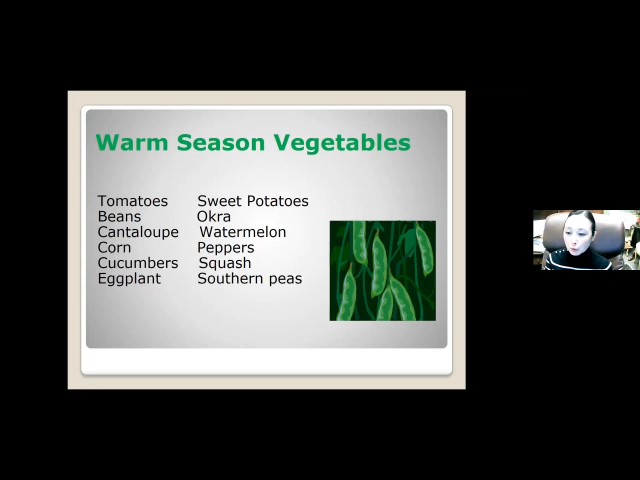 Warm Season Vegetables
Tomatoes Sweet Potatoes
Beans Okra
Cantaloupe Watermelon
Corn Peppers
Cucumbers Squash
Eggplant Southern peas